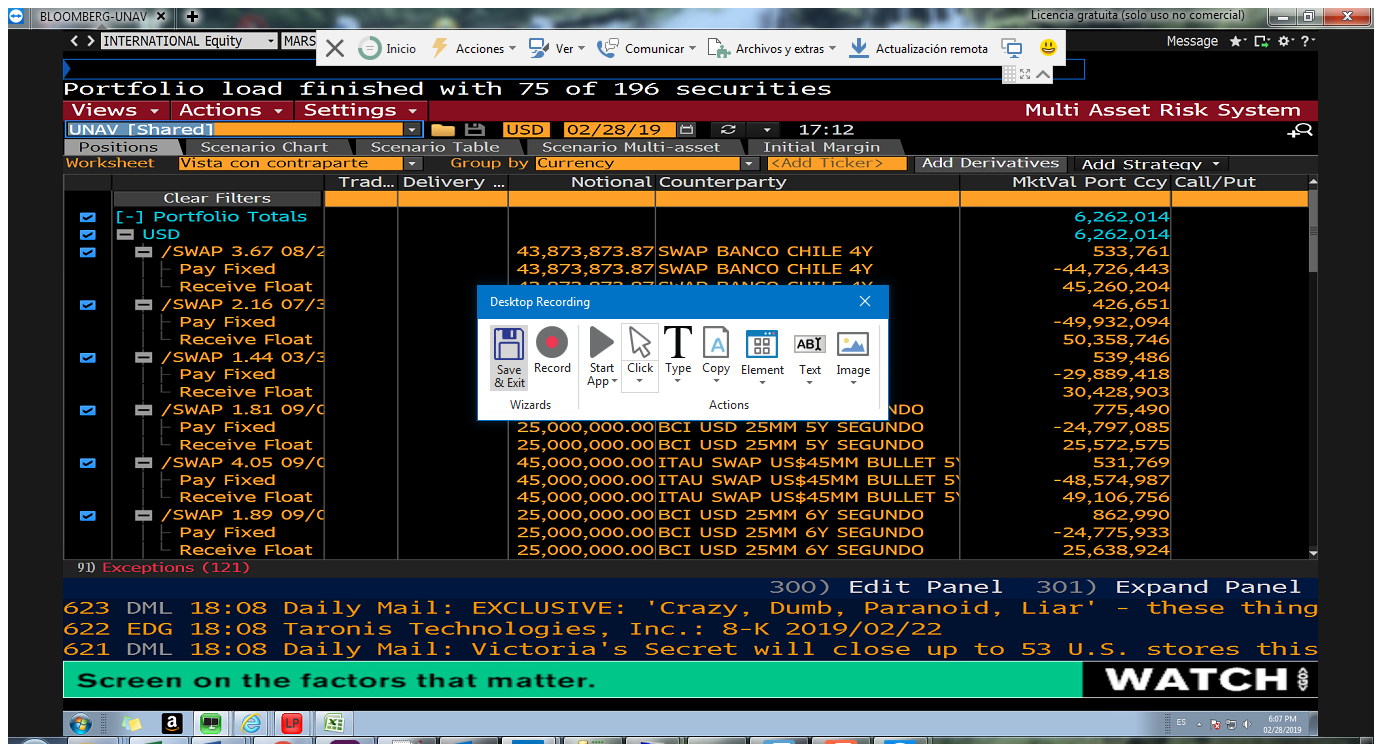 BLOOMBERG-UNAV
Licencia gratuita (solo uso no comercial)
INTERNATIONAL Equity MARS
Inicio Acciones Ver Comunicar Archivos y extras Actualización remota
Message
Portfolio load finished with 75 of 196 securities
Views Actions Settings Multi Asset Risk System
UNAV [Shared] USD 02/28/19 17:12
Positions Scenario Chart Scenario Table Scenario Multi-asset Initial Margin
Worksheet Vista con contraparte Group by Currency <Add Ticker> Add Derivatives Add Strategy
Trad... Delivery ... Notional Counterparty MktVal Port Ccy Call/Put
Clear Filters
[-] Portfolio Totals 6,262,014
USD 6,262,014
/SWAP 3.67 08/2 43,873,873.87 SWAP BANCO CHILE 4Y 533,761
Pay Fixed 43,873,873.87 SWAP BANCO CHILE 4Y -44,726,443
Receive Float 45,260,204
/SWAP 2.16 07/3 426,651
Pay Fixed -49,932,094
Receive Float 50,358,746
/SWAP 1.44 03/3 539,486
Pay Fixed -29,889,418
Receive Float 30,428,903
/SWAP 1.81 09/0 775,490
Pay Fixed 25,000,000.00 BCI USD 25MM 5Y SEGUNDO -24,797,085
Receive Float 25,000,000.00 BCI USD 25MM 5Y SEGUNDO 25,572,575
/SWAP 4.05 09/0 45,000,000.00 ITAU SWAP US$45MM BULLET 5Y 531,769
Pay Fixed 45,000,000.00 ITAU SWAP US$45MM BULLET 5Y -48,574,987
Receive Float 45,000,000.00 ITAU SWAP US$45MM BULLET 5Y 49,106,756
/SWAP 1.89 09/0 25,000,000.00 BCI USD 25MM 6Y SEGUNDO 862,990
Pay Fixed 25,000,000.00 BCI USD 25MM 6Y SEGUNDO -24,775,933
Receive Float 25,000,000.00 BCI USD 25MM 6Y SEGUNDO 25,638,924
Desktop Recording
Save & Exit Record Start App Click Type Copy Element Text Image
Wizards Actions
91) Exceptions (121)
300) Edit Panel 301) Expand Panel
623 DML 18:08 Daily Mail: EXCLUSIVE: 'Crazy, Dumb, Paranoid, Liar' - these thing
622 EDG 18:08 Taronis Technologies, Inc.: 8-K 2019/02/22
621 DML 18:08 Daily Mail: Victoria's Secret will close up to 53 U.S. stores this
Screen on the factors that matter. WATCH
ES 6:07 PM
02/28/2019